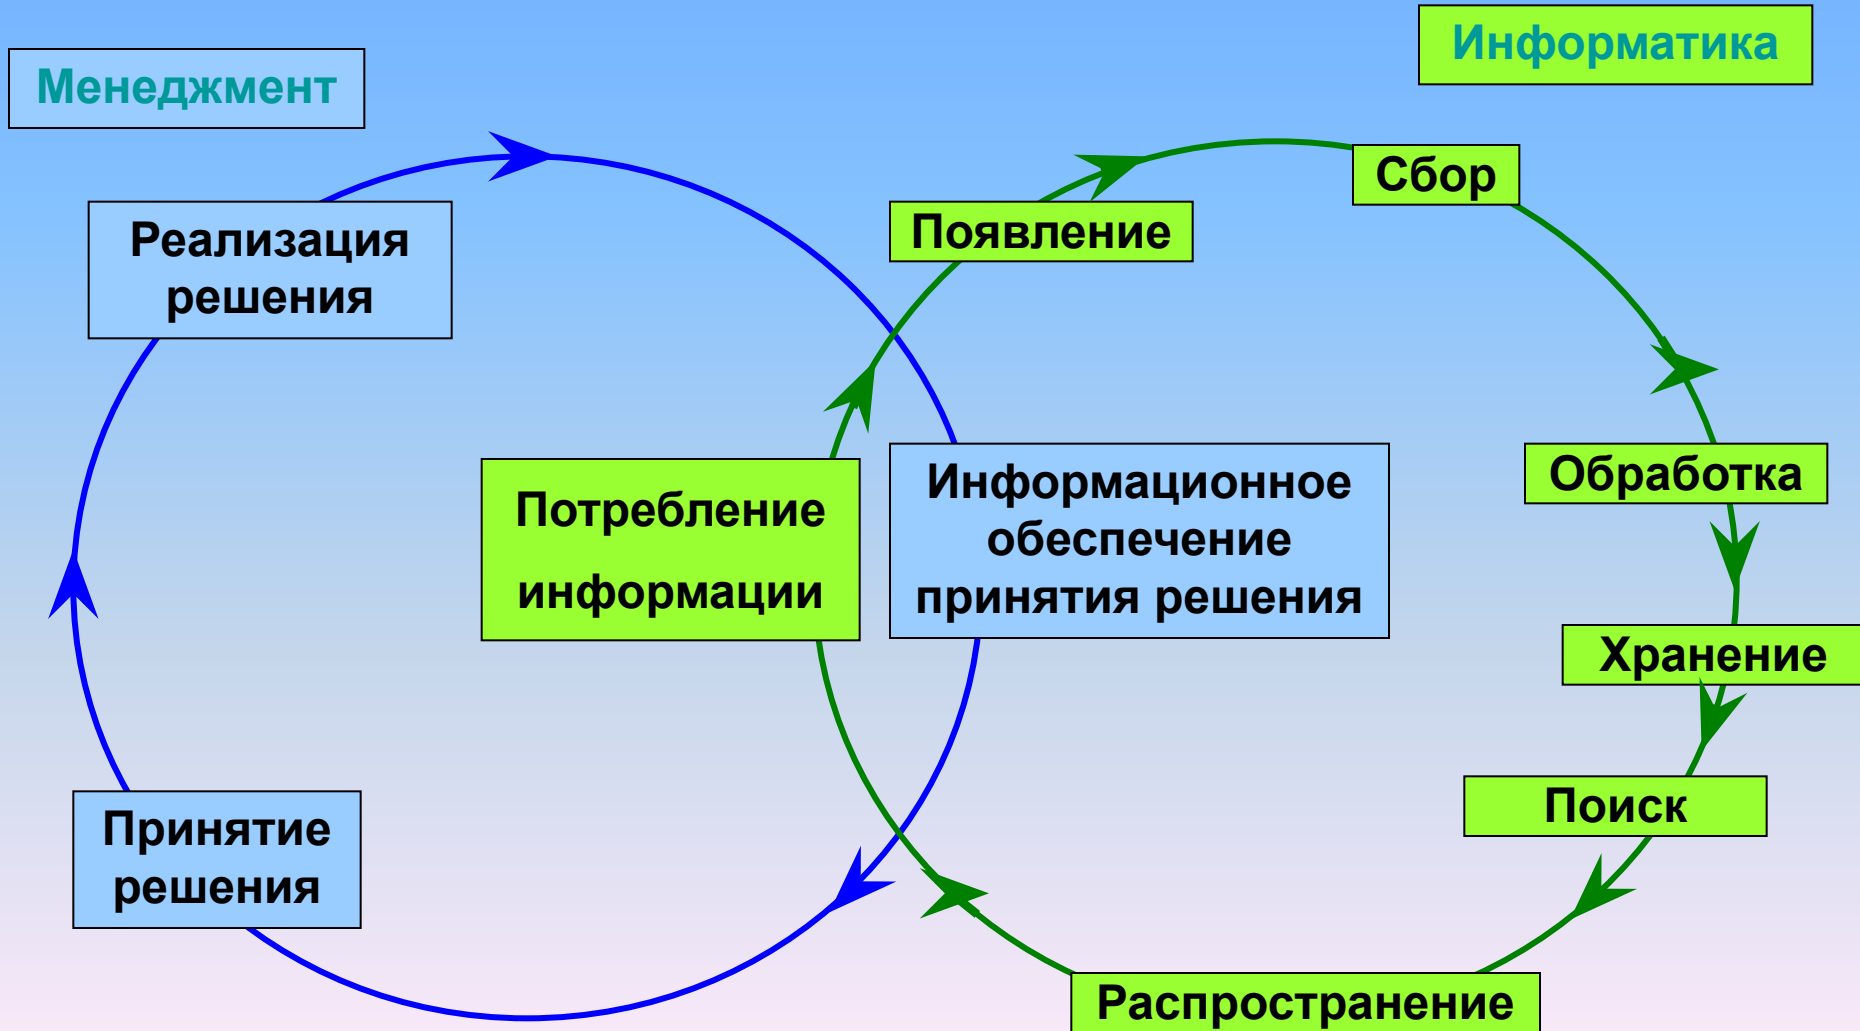 Менеджмент
Информатика
Реализация
решения
Появление
Сбор
Потребление
информации
Информационное
обеспечение
принятия решения
Обработка
Хранение
Поиск
Принятие
решения
Распространение